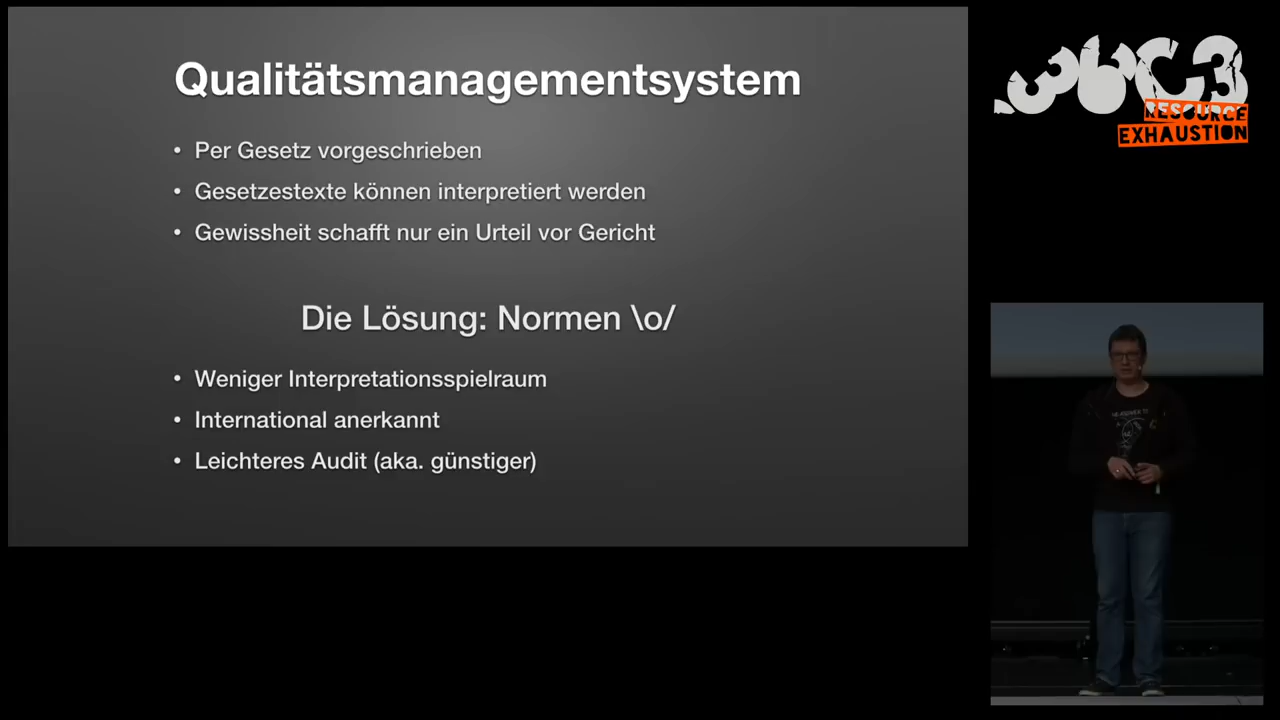 Qualitätsmanagementsystem
• Per Gesetz vorgeschrieben
• Gesetzestexte können interpretiert werden
• Gewissheit schafft nur ein Urteil vor Gericht
Die Lösung: Normen \o/
• Weniger Interpretationsspielraum
• International anerkannt
• Leichteres Audit (aka. günstiger)
36C3
RESOURCE
EXHAUSTION